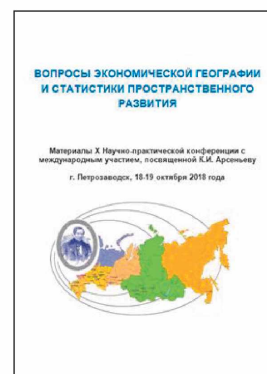 ВОПРОСЫ ЭКОНОМИЧЕСКОЙ ГЕОГРАФИИ
И СТАТИСТИКИ ПРОСТРАНСТВЕННОГО
РАЗВИТИЯ
Материалы X Научно-практической конференции с
международным участием, посвященной К.И. Арсеньеву
г. Петрозаводск, 18-19 октября 2018 года